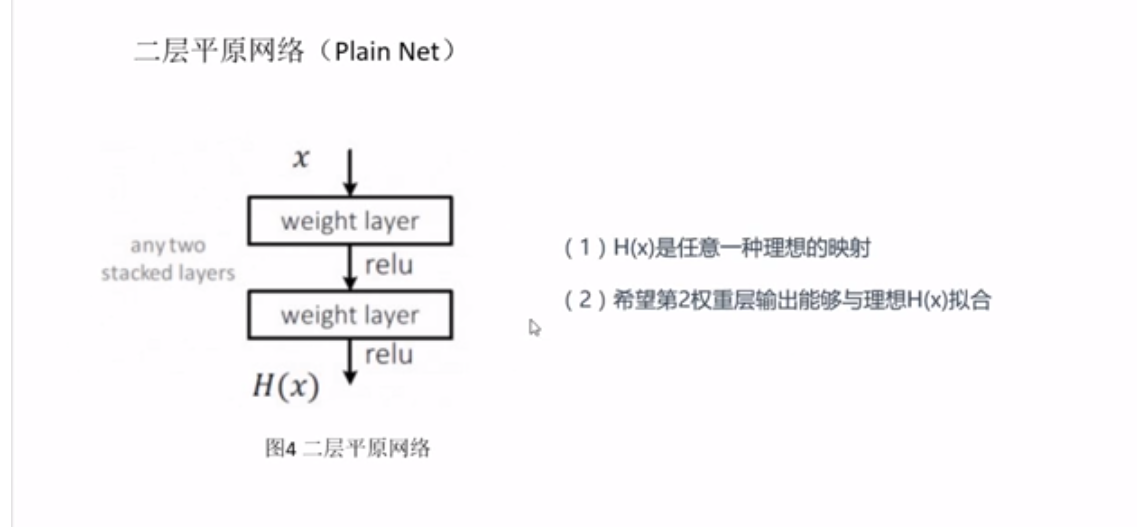 二层平原网络（Plain Net）
x
weight layer
any two
stacked layers
relu
weight layer
relu
H(x)
图4 二层平原网络
（1）H(x)是任意一种理想的映射
（2）希望第2权重层输出能够与理想H(x)拟合